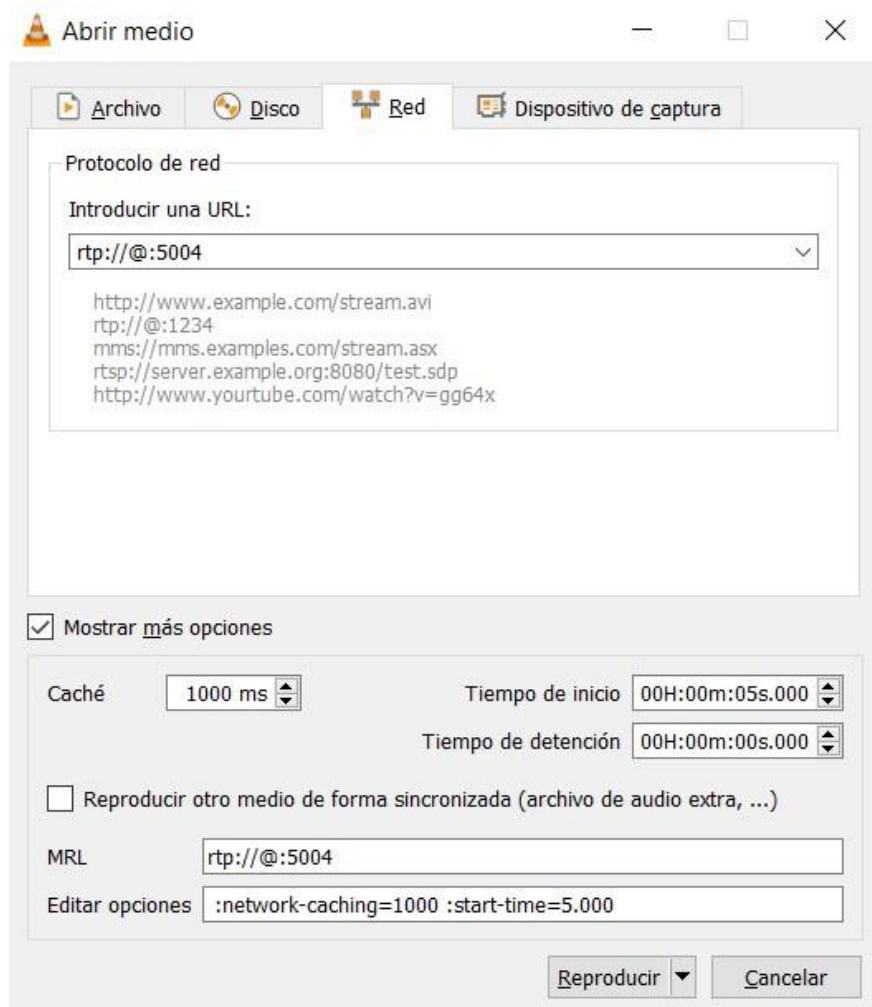 Abrir medio
Archivo
Disco
Red
Dispositivo de captura
Protocolo de red
Introducir una URL:
rtp://@:5004
http://www.example.com/stream.avi
rtp://@:1234
mms://mms.examples.com/stream.asx
rtsp://server.example.org:8080/test.sdp
http://www.yourtube.com/watch?v=gg64x
Mostrar más opciones
Caché 1000 ms Tiempo de inicio 00H:00m:05s.000
Tiempo de detención 00H:00m:00s.000
Reproducir otro medio de forma sincronizada (archivo de audio extra, ...)
MRL rtp://@:5004
Editar opciones :network-caching=1000 :start-time=5.000
Reproducir Cancelar